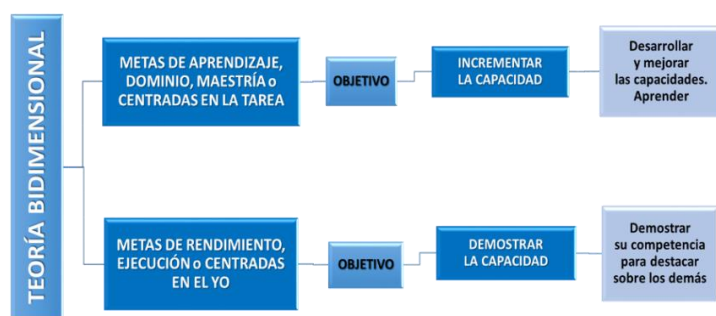 TEORÍA BIDIMENSIONAL
METAS DE APRENDIZAJE,
DOMINIO, MAESTRÍA o
CENTRADAS EN LA TAREA
OBJETIVO
INCREMENTAR
LA CAPACIDAD
Desarrollar
y mejorar
las capacidades.
Aprender
METAS DE RENDIMIENTO,
EJECUCIÓN o CENTRADAS
EN EL YO
OBJETIVO
DEMOSTRAR
LA CAPACIDAD
Demostrar
su competencia
para destacar
sobre los demás